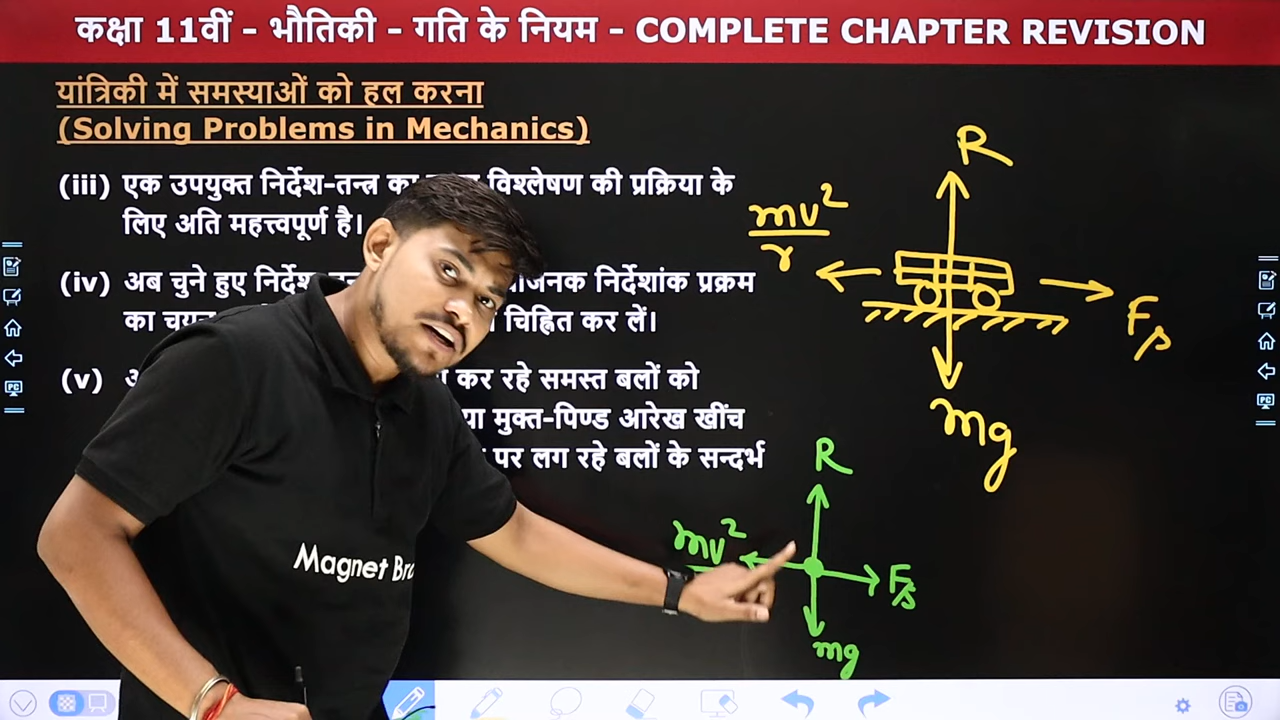 कक्षा 11वीं - भौतिकी - गति के नियम - COMPLETE CHAPTER REVISION
यांत्रिकी में समस्याओं को हल करना
(Solving Problems in Mechanics)
(iii) एक उपयुक्त निर्देश-तन्त्र का विश्लेषण की प्रक्रिया के
लिए अति महत्त्वपूर्ण है।
(iv) अब चुने हुए निर्देश निर्देशांक प्रक्रम
का चिह्नित कर लें।
(v) कर रहे समस्त बलों को
मुक्त-पिण्ड आरेख खींच
पर लग रहे बलों के सन्दर्भ
R
mv²
r
Fs
mg
R
mv²
Fs
mg
Magnet
PC
PC